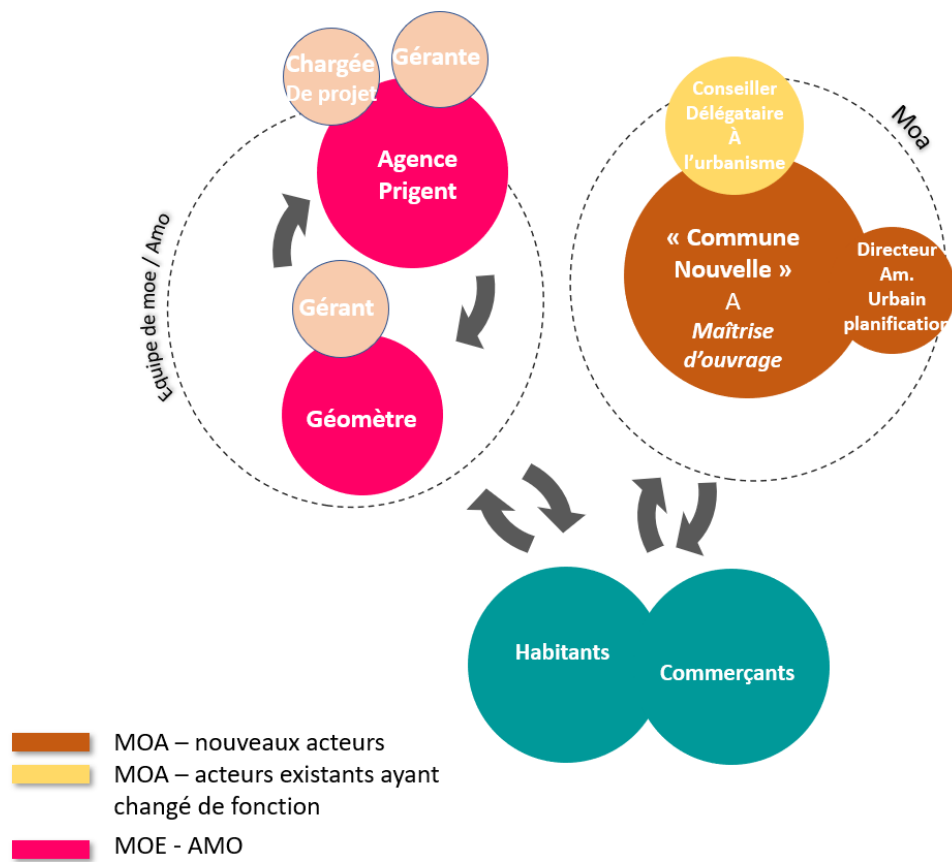 Chargée
De projet
Gérante
Agence
Prigent
Gérant
Géomètre
Equipe de moe / Amo
Conseiller
Délégataire
À
l'urbanisme
Moa
« Commune
Nouvelle »
A
Maîtrise
d'ouvrage
Directeur
Am.
Urbain
planification
Habitants
Commerçants
MOA – nouveaux acteurs
MOA – acteurs existants ayant
changé de fonction
MOE - AMO